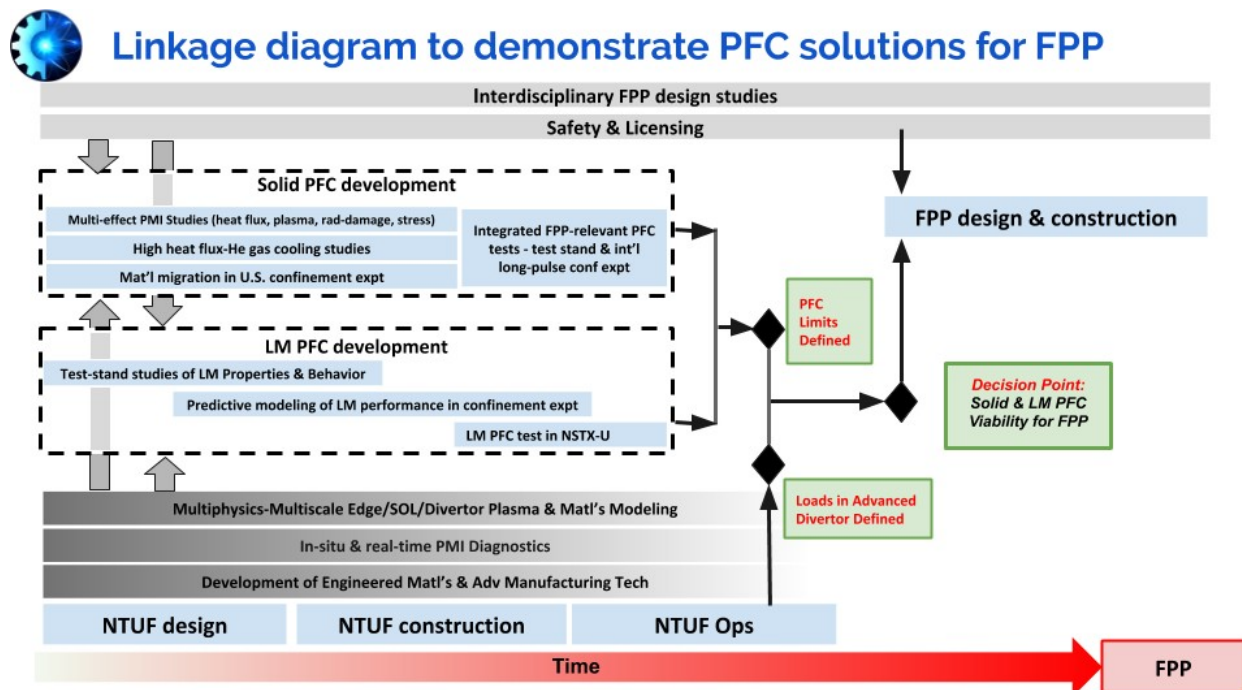 Linkage diagram to demonstrate PFC solutions for FPP
Interdisciplinary FPP design studies
Safety & Licensing
Solid PFC development
Multi-effect PMI Studies (heat flux, plasma, rad-damage, stress)
High heat flux-He gas cooling studies
Mat'l migration in U.S. confinement expt
Integrated FPP-relevant PFC
tests - test stand & int'l
long-pulse conf expt
FPP design & construction
PFC
Limits
Defined
LM PFC development
Test-stand studies of LM Properties & Behavior
Predictive modeling of LM performance in confinement expt
LM PFC test in NSTX-U
Decision Point:
Solid & LM PFC
Viability for FPP
Loads in Advanced
Divertor Defined
Multiphysics-Multiscale Edge/SOL/Divertor Plasma & Matl's Modeling
In-situ & real-time PMI Diagnostics
Development of Engineered Matl's & Adv Manufacturing Tech
NTUF design
NTUF construction
NTUF Ops
Time
FPP